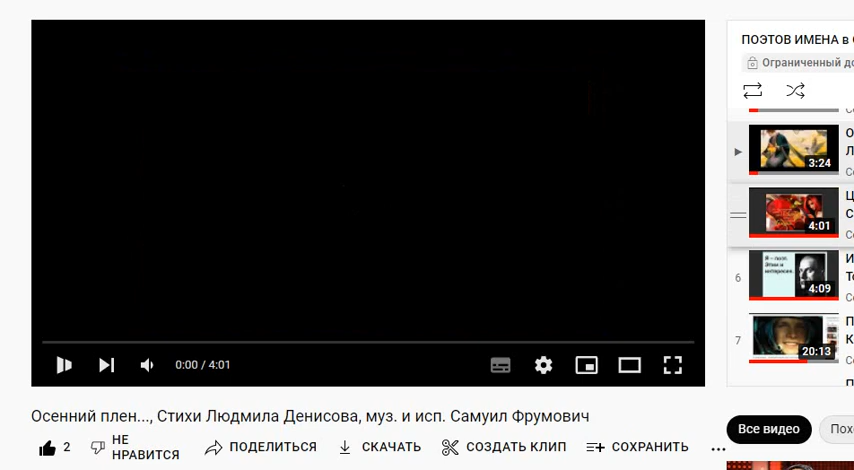 0:00 / 4:01
Осенний плен..., Стихи Людмила Денисова, муз. и исп. Самуил Фрумович
2
НЕ НРАВИТСЯ
ПОДЕЛИТЬСЯ
СКАЧАТЬ
СОЗДАТЬ КЛИП
СОХРАНИТЬ
ПОЭТОВ ИМЕНА в
Ограниченный до
3:24
4:01
6
4:09
7
20:13
Все видео
Пох